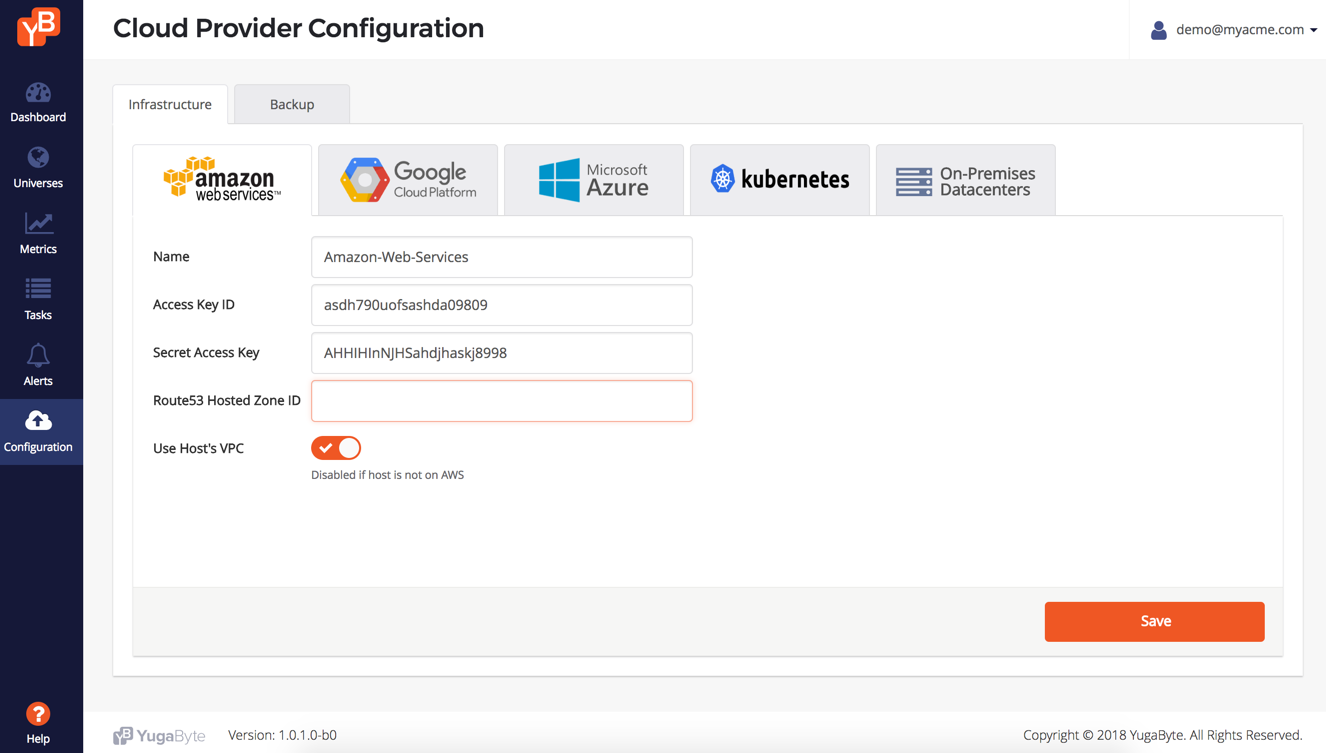 YB
Cloud Provider Configuration
demo@myacme.com
Dashboard
Universes
Metrics
Tasks
Alerts
Configuration
? Help
Infrastructure
Backup
amazon
web services™
Google
Cloud Platform
Microsoft
Azure
kubernetes
On-Premises
Datacenters
Name
Amazon-Web-Services
Access Key ID
asdh790uofsashda09809
Secret Access Key
AHHIHInNJHSahdjhaskj8998
Route53 Hosted Zone ID
Use Host's VPC
Disabled if host is not on AWS
Save
YB YugaByte
Version: 1.0.1.0-b0
Copyright © 2018 YugaByte. All Rights Reserved.